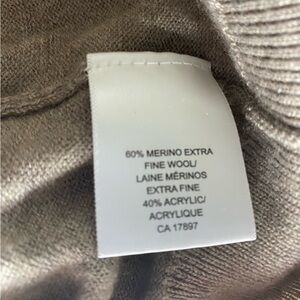 60% MERINO EXTRA
FINE WOOL/
LAINE MÉRINOS
EXTRA FINE
40% ACRYLIC/
ACRYLIQUE
CA 17897